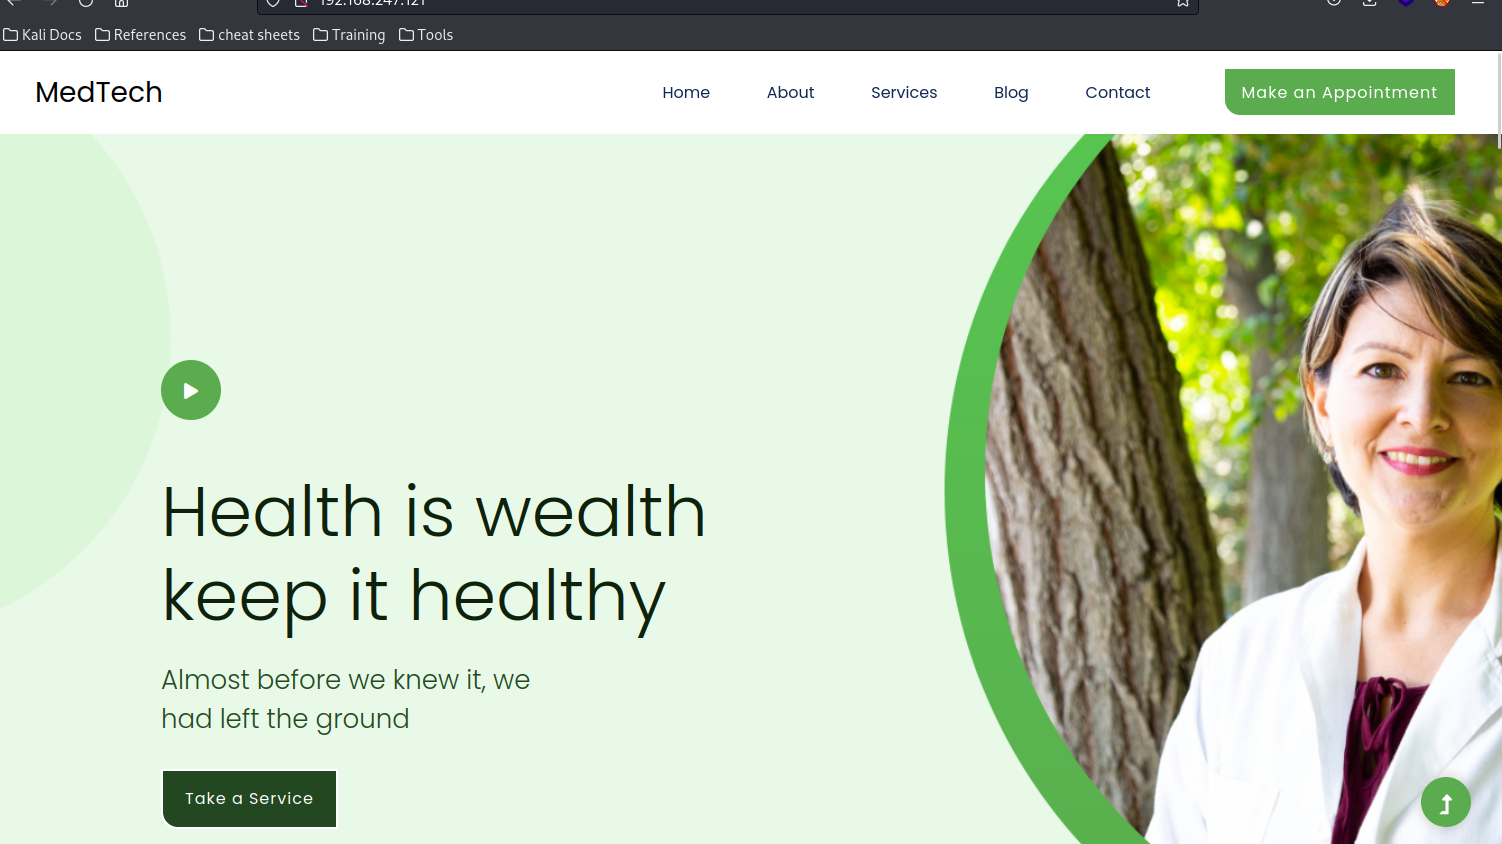 192.168.247.121
Kali Docs References cheat sheets Training Tools
MedTech
Home About Services Blog Contact Make an Appointment
Health is wealth
keep it healthy
Almost before we knew it, we
had left the ground
Take a Service